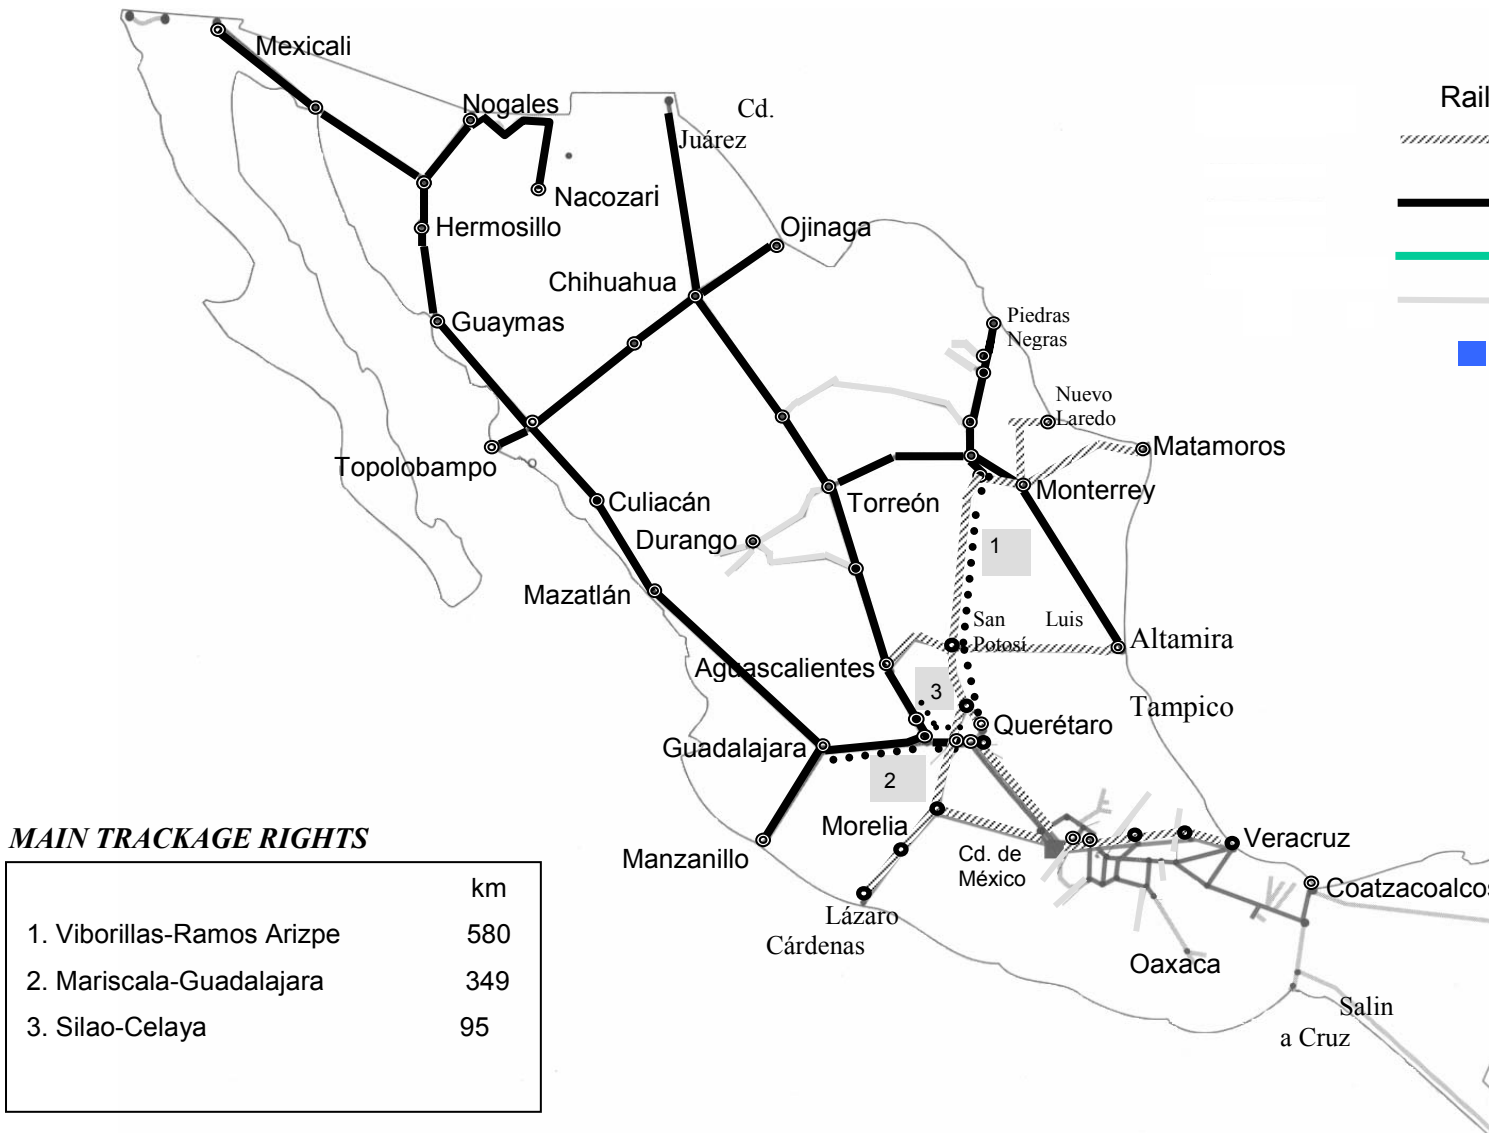 Mexicali
Rail
Nogales
Cd.
Juárez
Nacozari
Hermosillo
Ojinaga
Chihuahua
Guaymas
Piedras
Negras
Nuevo
Laredo
Matamoros
Topolobampo
Culiacán
Torreón
Monterrey
Durango
1
Mazatlán
San Luis
Potosí
Altamira
Aguascalientes
3
Tampico
Querétaro
Guadalajara
2
Morelia
Veracruz
Manzanillo
Cd. de
México
Coatzacoalcos
Lázaro
Cárdenas
Oaxaca
Salin
a Cruz
MAIN TRACKAGE RIGHTS
km
1. Viborillas-Ramos Arizpe 580
2. Mariscala-Guadalajara 349
3. Silao-Celaya 95